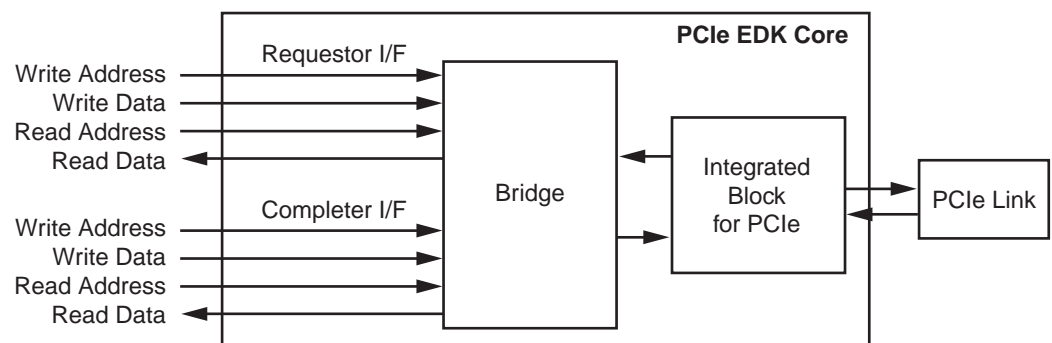 PCIe EDK Core
Requestor I/F
Write Address
Write Data
Read Address
Read Data
Completer I/F
Write Address
Write Data
Read Address
Read Data
Bridge
Integrated
Block
for PCIe
PCIe Link